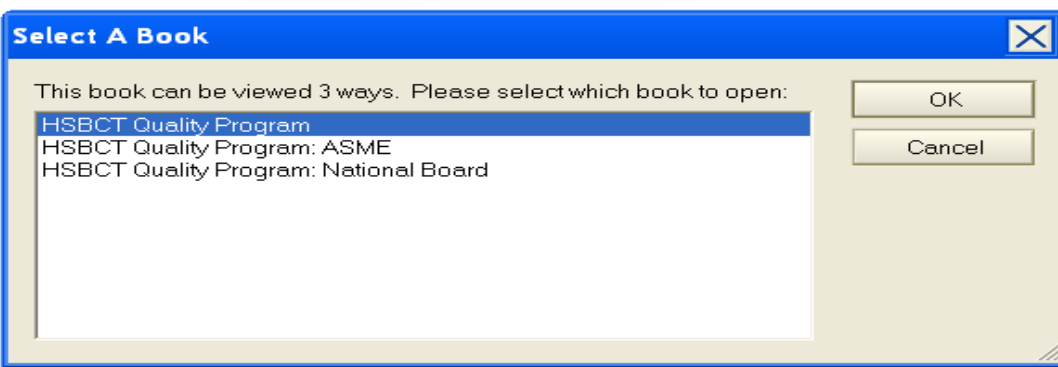 Select A Book
This book can be viewed 3 ways. Please select which book to open:
HSBCT Quality Program
HSBCT Quality Program: ASME
HSBCT Quality Program: National Board
OK
Cancel